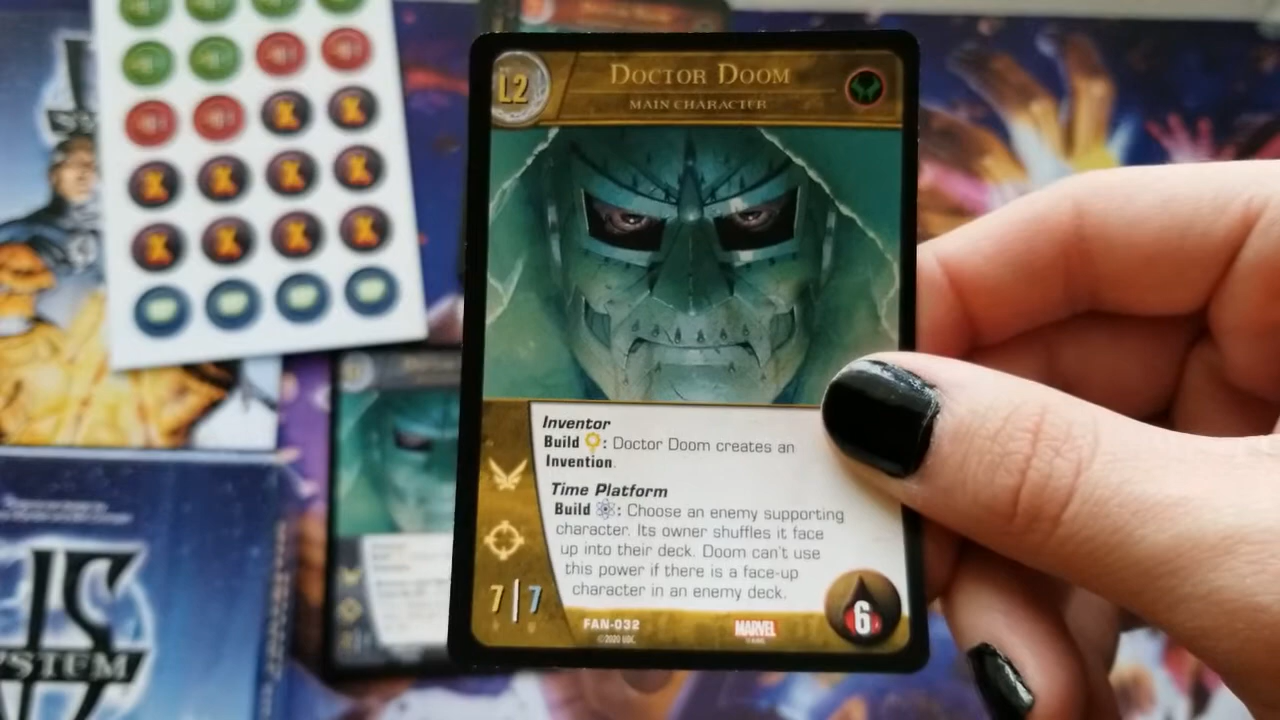 L2
DOCTOR DOOM
MAIN CHARACTER
Inventor
Build : Doctor Doom creates an
Invention.
Time Platform
Build : Choose an enemy supporting
character. Its owner shuffles it face
up into their deck. Doom can't use
this power if there is a face-up
character in an enemy deck.
7 | 7
6
FAN-032
©2020 UDC.
MARVEL
VS
SYSTEM